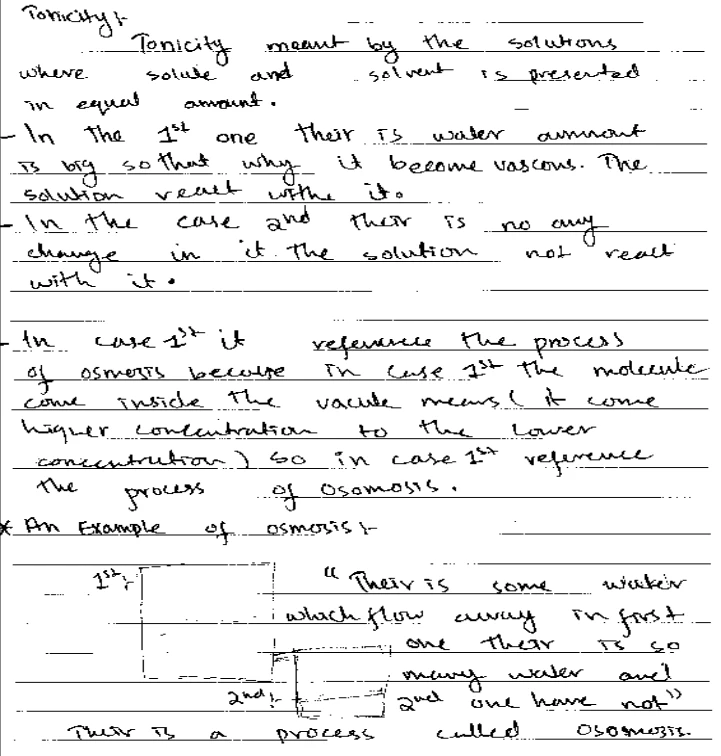 Tonicity :-
Tonicity meant by the solutions
where solute and solvent is presented
in equal amount.
- In the 1st one their is water aumnout
is big so that why it become vascons. The
solution react withe it.
- In the case 2nd their is no any
change in it. The solution not react
with it.
- In case 1st it referencce the process
of osmosis becouse in case 1st the molecule
come inside the vacule means ( it come
higher concentration to the lower
concentration) so in case 1st reference
the process of Osomosis.
* An Example of osmosis :-
1st :- "Their is some water
which flow away in first
one their is so
many water and
2nd :- 2nd one have not"
Their is a process called Ososmosis.